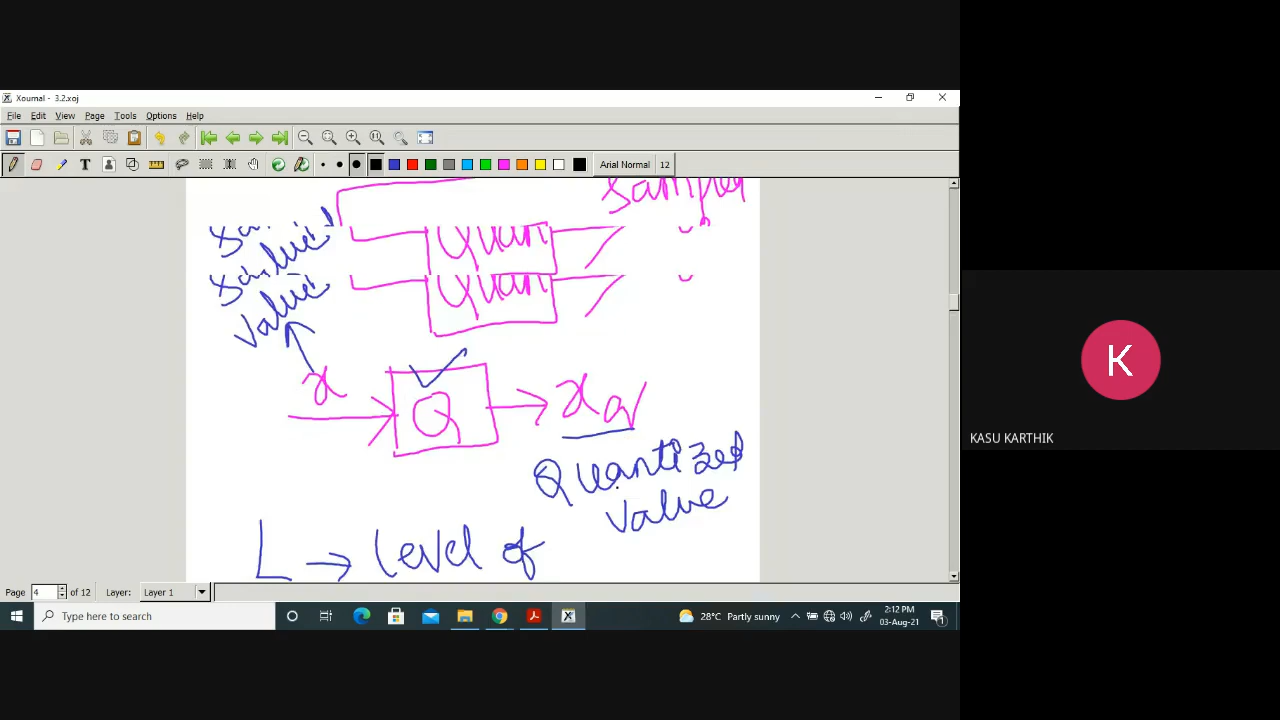 Xournal - 3.2.xoj
File Edit View Page Tools Options Help
Arial Normal 12
Quan
value
Quan
value
x
Q
xq
Quantized
value
L → level of
KASU KARTHIK
K
Page 4 of 12 Layer: Layer 1
Type here to search
28°C Partly sunny
2:12 PM
03-Aug-21
1